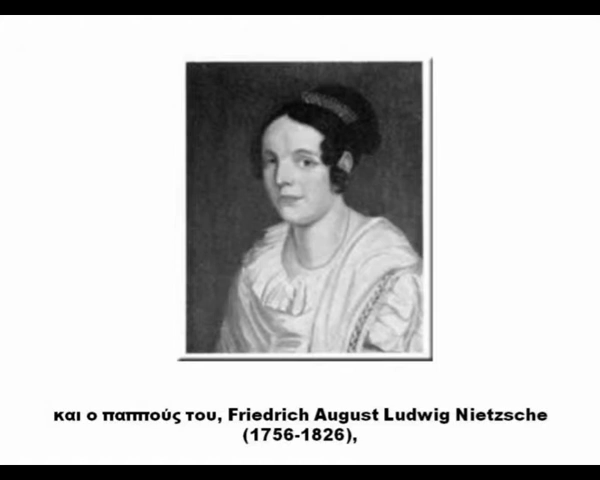 και ο παππούς του, Friedrich August Ludwig Nietzsche
(1756-1826),